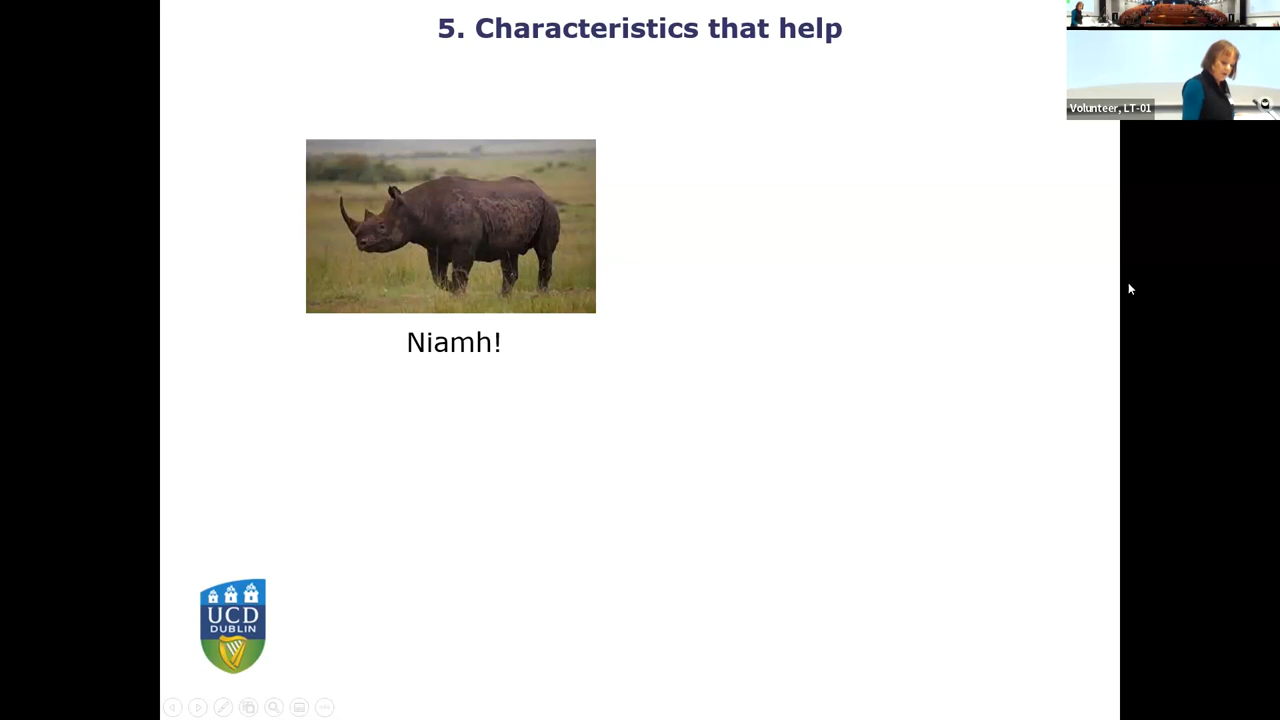 5. Characteristics that help
Volunteer, LT-01
Niamh!
UCD
DUBLIN